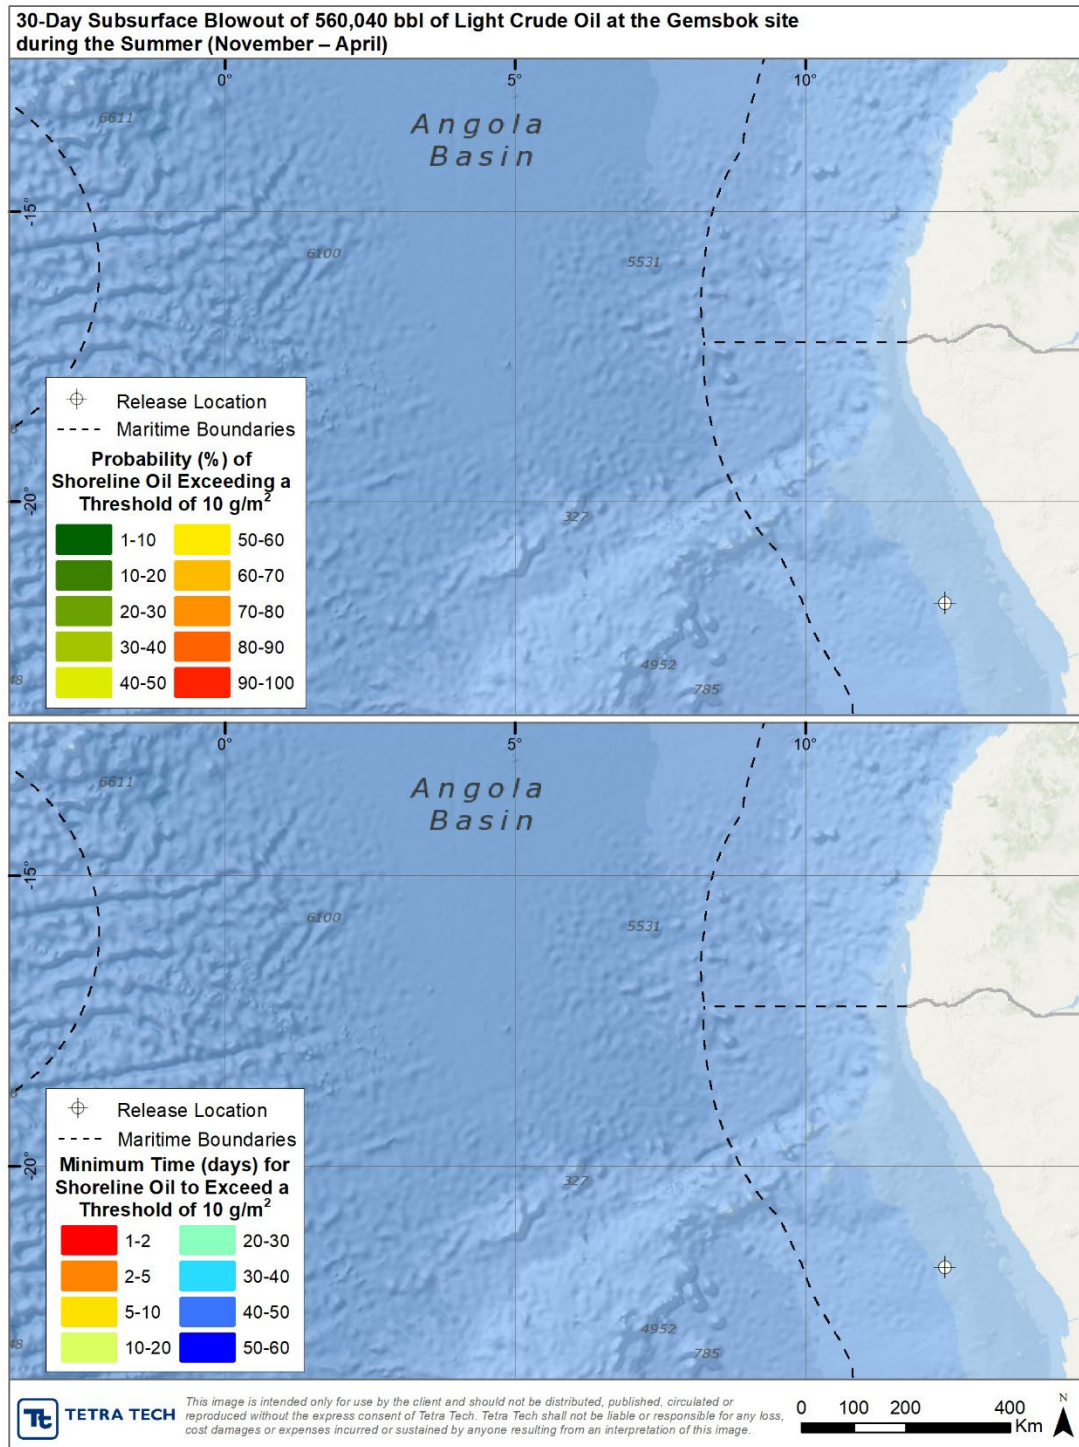 30-Day Subsurface Blowout of 560,040 bbl of Light Crude Oil at the Gemsbok site
during the Summer (November – April)
0°
5°
10°
6611
Angola
Basin
-15°
6100
5531
Release Location
Maritime Boundaries
Probability (%) of
Shoreline Oil Exceeding a
Threshold of 10 g/m²
1-10
50-60
10-20
60-70
20-30
70-80
30-40
80-90
40-50
90-100
-20°
327
4952
785
48
0°
5°
10°
6611
Angola
Basin
-15°
6100
5531
Release Location
Maritime Boundaries
Minimum Time (days) for
Shoreline Oil to Exceed a
Threshold of 10 g/m²
1-2
20-30
2-5
30-40
5-10
40-50
10-20
50-60
-20°
327
4952
785
48
Tt TETRA TECH
This image is intended only for use by the client and should not be distributed, published, circulated or
reproduced without the express consent of Tetra Tech. Tetra Tech shall not be liable or responsible for any loss,
cost damages or expenses incurred or sustained by anyone resulting from an interpretation of this image.
0 100 200 400
Km
N